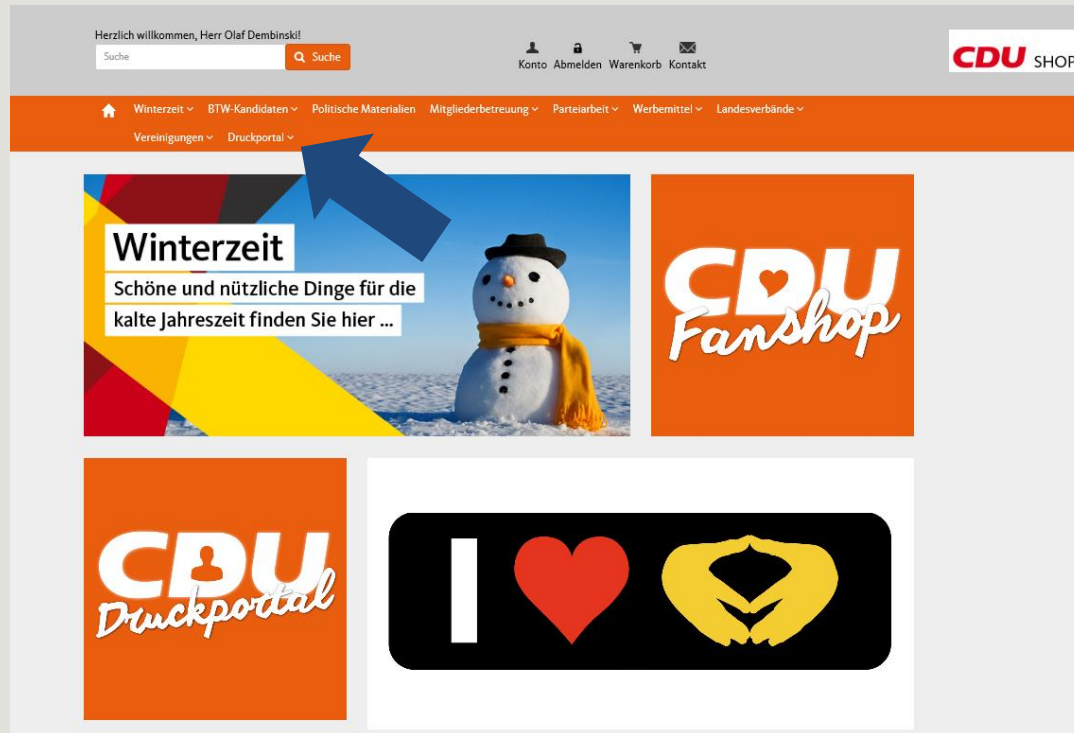 Herzlich willkommen, Herr Olaf Dembinski!
Suche
Suche
Konto Abmelden Warenkorb Kontakt
CDU SHOP
Winterzeit BTW-Kandidaten Politische Materialien Mitgliederbetreuung Parteiarbeit Werbemittel Landesverbände
Vereinigungen Druckportal
Winterzeit
Schöne und nützliche Dinge für die
kalte Jahreszeit finden Sie hier ...
CDU
Fanshop
CDU
Druckportal
I